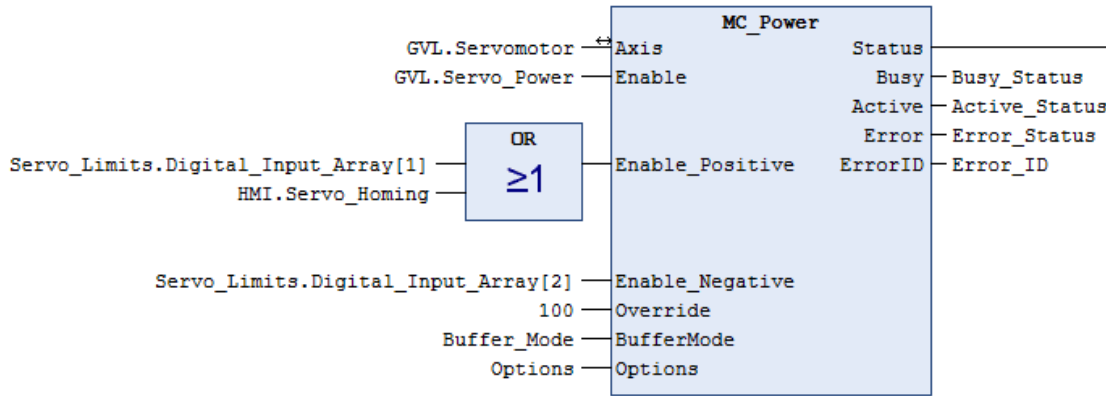 MC_Power
GVL.Servomotor Axis Status
GVL.Servo_Power Enable Busy Busy_Status
Active Active_Status
OR Error Error_Status
Servo_Limits.Digital_Input_Array[1] ≥1 Enable_Positive ErrorID Error_ID
HMI.Servo_Homing
Servo_Limits.Digital_Input_Array[2] Enable_Negative
100 Override
Buffer_Mode BufferMode
Options Options